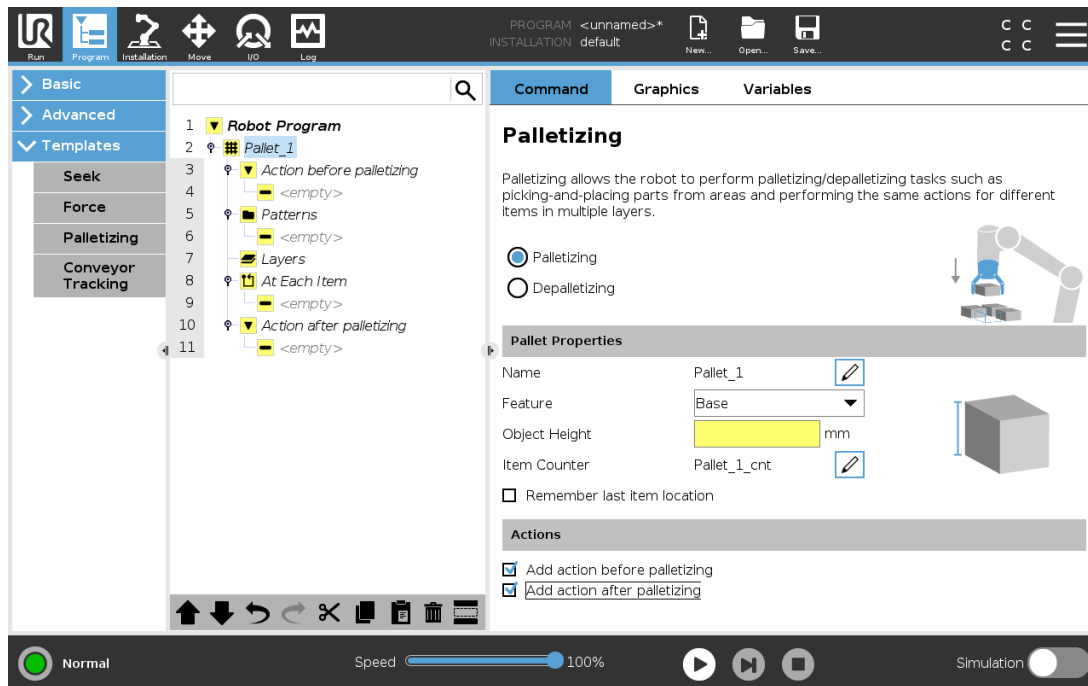 UR
Run
Program
Installation
Move
I/O
Log
PROGRAM <unnamed>*
INSTALLATION default
New...
Open...
Save...
C C
C C
Basic
Advanced
Templates
Seek
Force
Palletizing
Conveyor
Tracking
1 Robot Program
2 Pallet_1
3 Action before palletizing
4 <empty>
5 Patterns
6 <empty>
7 Layers
8 At Each Item
9 <empty>
10 Action after palletizing
11 <empty>
Command Graphics Variables
Palletizing
Palletizing allows the robot to perform palletizing/depalletizing tasks such as
picking-and-placing parts from areas and performing the same actions for different
items in multiple layers.
Palletizing
Depalletizing
Pallet Properties
Name Pallet_1
Feature Base
Object Height mm
Item Counter Pallet_1_cnt
Remember last item location
Actions
Add action before palletizing
Add action after palletizing
Normal
Speed 100%
Simulation